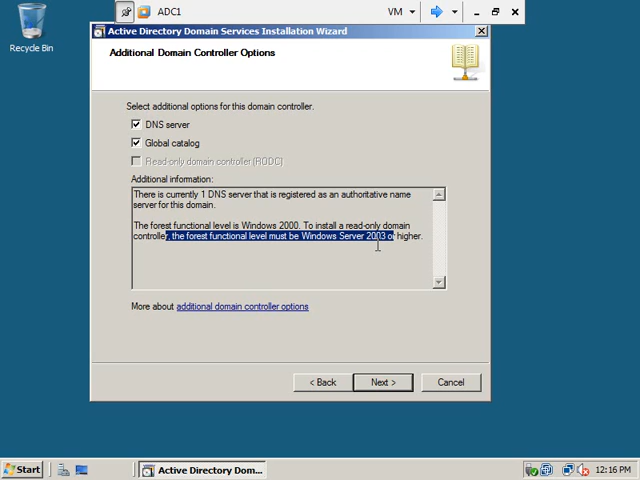 ADC1
VM
Recycle Bin
Active Directory Domain Services Installation Wizard
Additional Domain Controller Options
Select additional options for this domain controller.
DNS server
Global catalog
Read-only domain controller (RODC)
Additional information:
There is currently 1 DNS server that is registered as an authoritative name
server for this domain.
The forest functional level is Windows 2000. To install a read-only domain
controller, the forest functional level must be Windows Server 2003 or higher.
More about additional domain controller options
< Back
Next >
Cancel
Start
Active Directory Dom...
12:16 PM